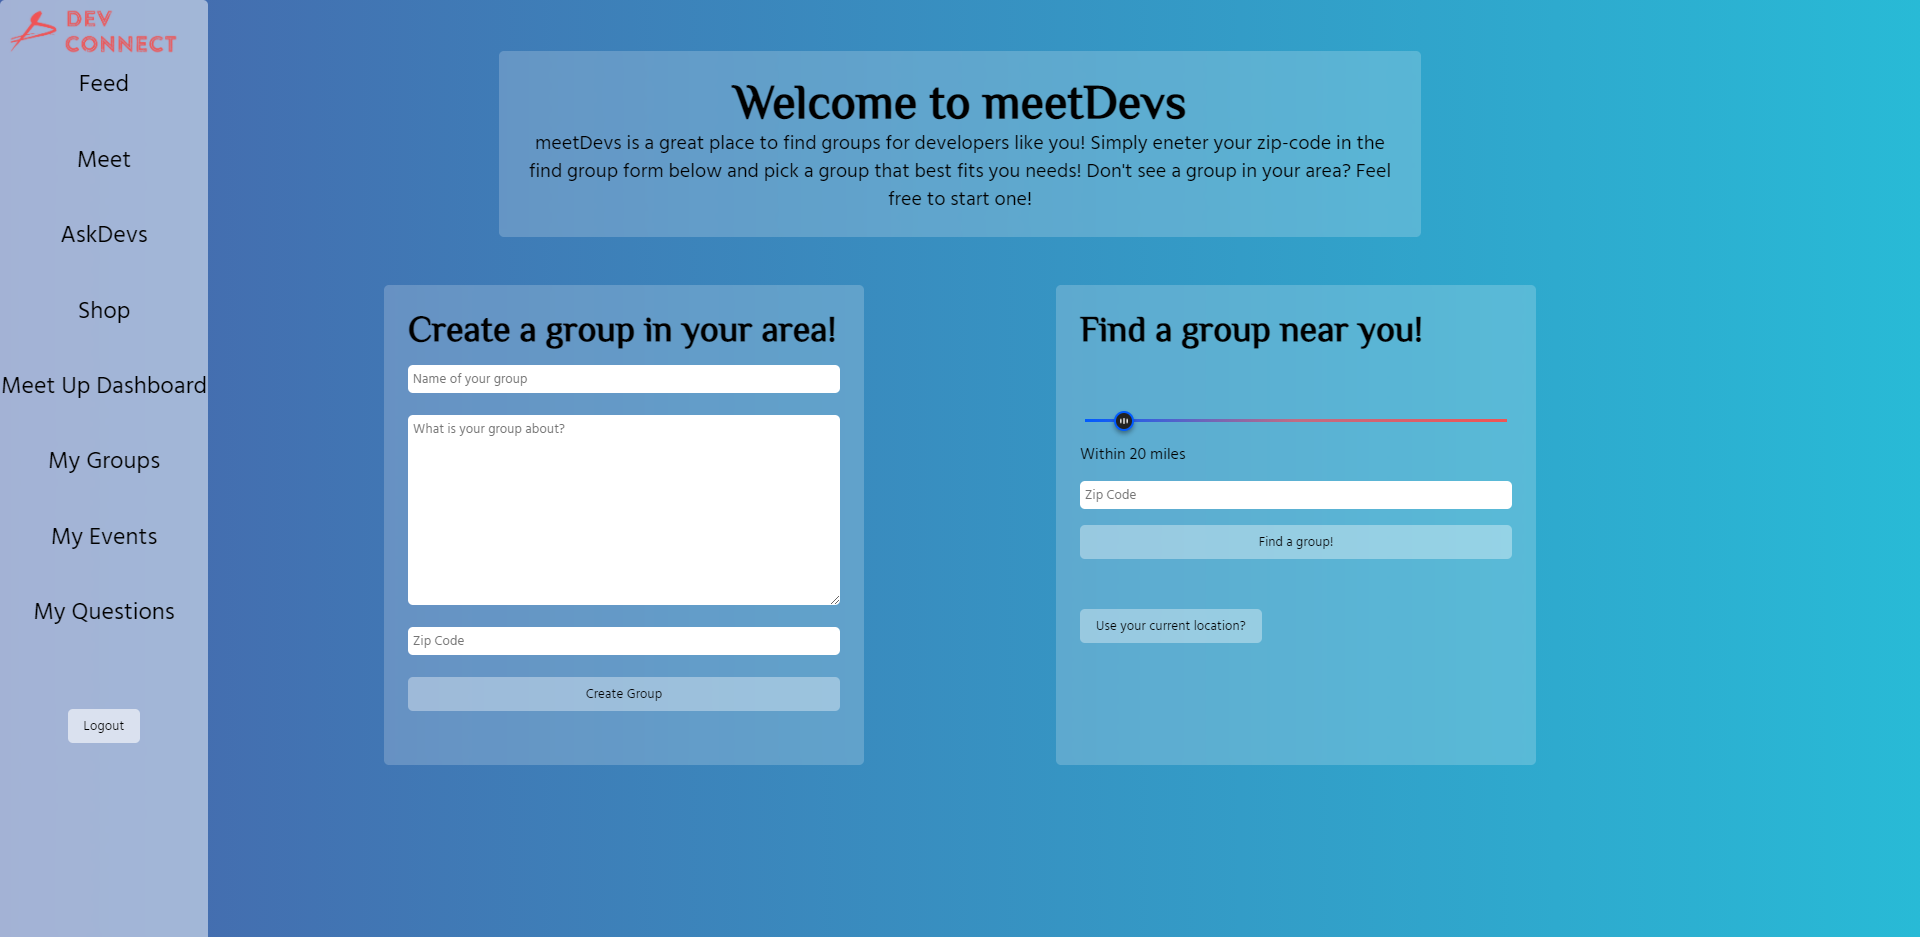 DEV
CONNECT
Feed
Meet
AskDevs
Shop
Meet Up Dashboard
My Groups
My Events
My Questions
Logout
Welcome to meetDevs
meetDevs is a great place to find groups for developers like you! Simply eneter your zip-code in the
find group form below and pick a group that best fits you needs! Don't see a group in your area? Feel
free to start one!
Create a group in your area!
Name of your group
What is your group about?
Zip Code
Create Group
Find a group near you!
Within 20 miles
Zip Code
Find a group!
Use your current location?